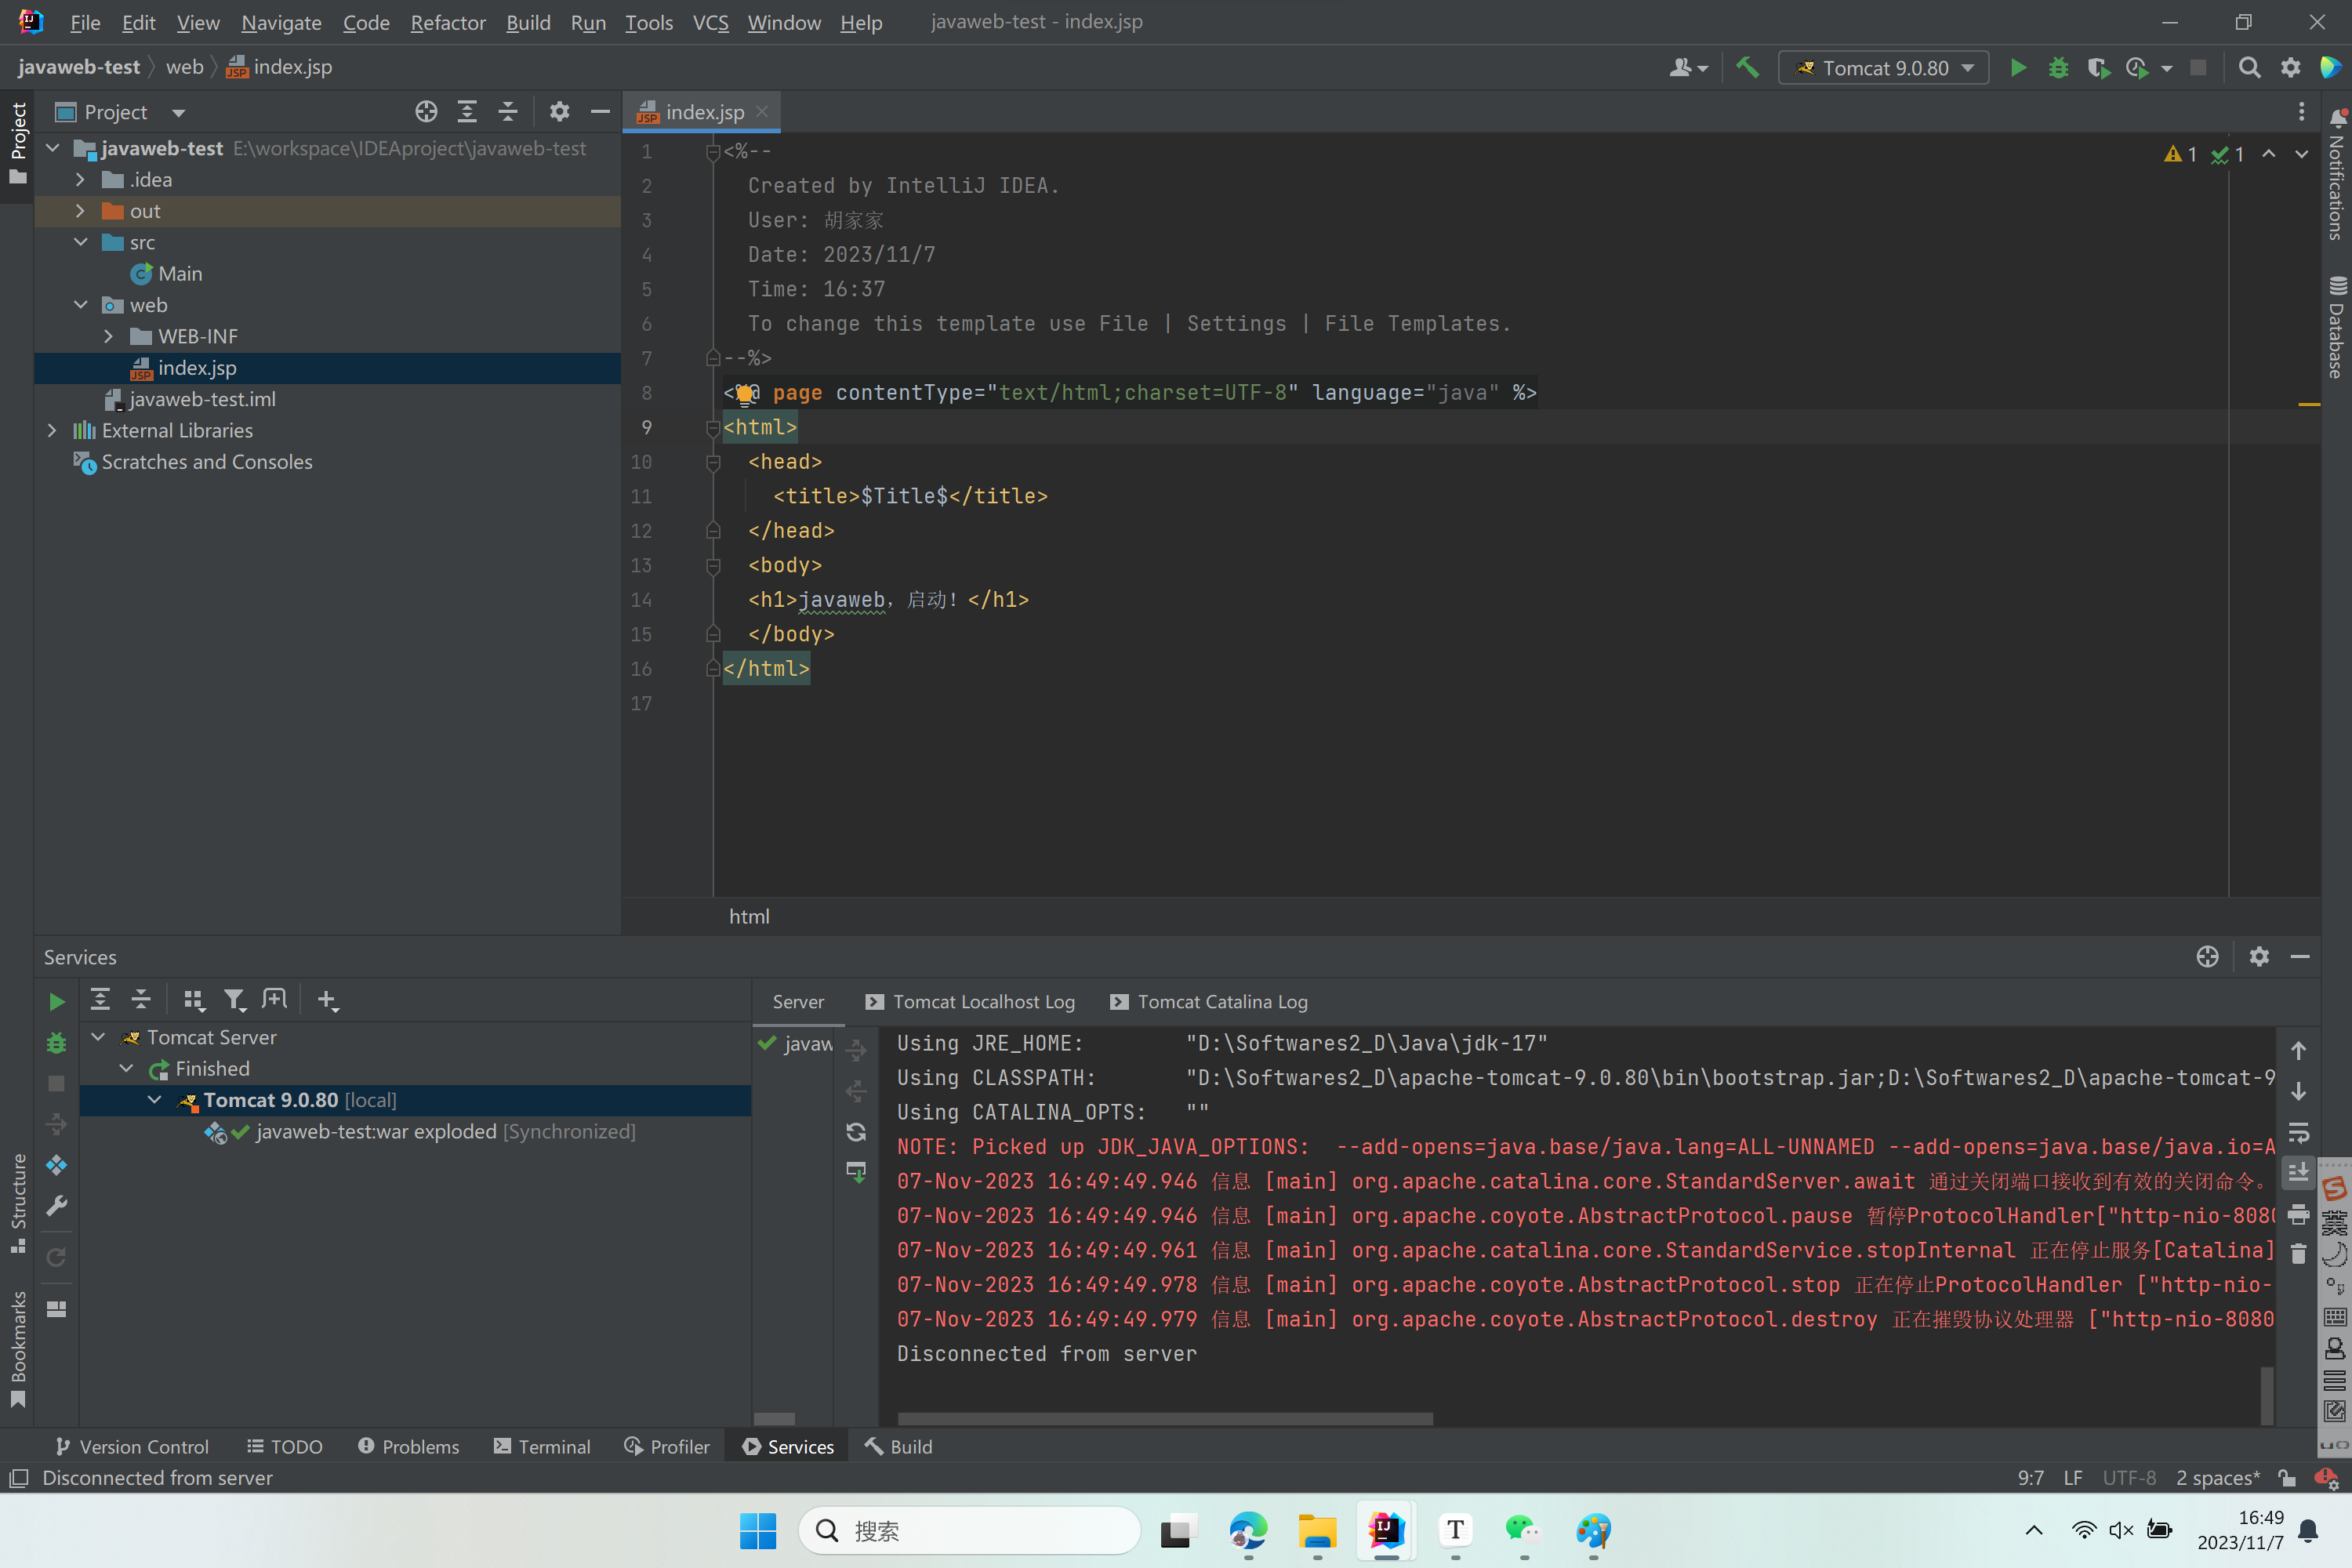 File Edit View Navigate Code Refactor Build Run Tools VCS Window Help javaweb-test - index.jsp
javaweb-test web index.jsp Tomcat 9.0.80
Project index.jsp
javaweb-test E:\workspace\IDEAproject\javaweb-test
.idea
out
src
Main
web
WEB-INF
index.jsp
javaweb-test.iml
External Libraries
Scratches and Consoles
1 <%--
2 Created by IntelliJ IDEA.
3 User: 胡家家
4 Date: 2023/11/7
5 Time: 16:37
6 To change this template use File | Settings | File Templates.
7 --%>
8 <%@ page contentType="text/html;charset=UTF-8" language="java" %>
9 <html>
10 <head>
11 <title>$Title$</title>
12 </head>
13 <body>
14 <h1>javaweb，启动！</h1>
15 </body>
16 </html>
17
1 1
html
Project
Structure
Bookmarks
Notifications
Database
Services
Server Tomcat Localhost Log Tomcat Catalina Log
Tomcat Server
Finished
Tomcat 9.0.80 [local]
javaweb-test:war exploded [Synchronized]
javaw
Using JRE_HOME: "D:\Softwares2_D\Java\jdk-17"
Using CLASSPATH: "D:\Softwares2_D\apache-tomcat-9.0.80\bin\bootstrap.jar;D:\Softwares2_D\apache-tomcat-9
Using CATALINA_OPTS: ""
NOTE: Picked up JDK_JAVA_OPTIONS: --add-opens=java.base/java.lang=ALL-UNNAMED --add-opens=java.base/java.io=A
07-Nov-2023 16:49:49.946 信息 [main] org.apache.catalina.core.StandardServer.await 通过关闭端口接收到有效的关闭命令。
07-Nov-2023 16:49:49.946 信息 [main] org.apache.coyote.AbstractProtocol.pause 暂停ProtocolHandler["http-nio-8080
07-Nov-2023 16:49:49.961 信息 [main] org.apache.catalina.core.StandardService.stopInternal 正在停止服务[Catalina]
07-Nov-2023 16:49:49.978 信息 [main] org.apache.coyote.AbstractProtocol.stop 正在停止ProtocolHandler ["http-nio-
07-Nov-2023 16:49:49.979 信息 [main] org.apache.coyote.AbstractProtocol.destroy 正在摧毁协议处理器 ["http-nio-8080
Disconnected from server
英
Version Control TODO Problems Terminal Profiler Services Build
Disconnected from server 9:7 LF UTF-8 2 spaces*
搜索
16:49
2023/11/7